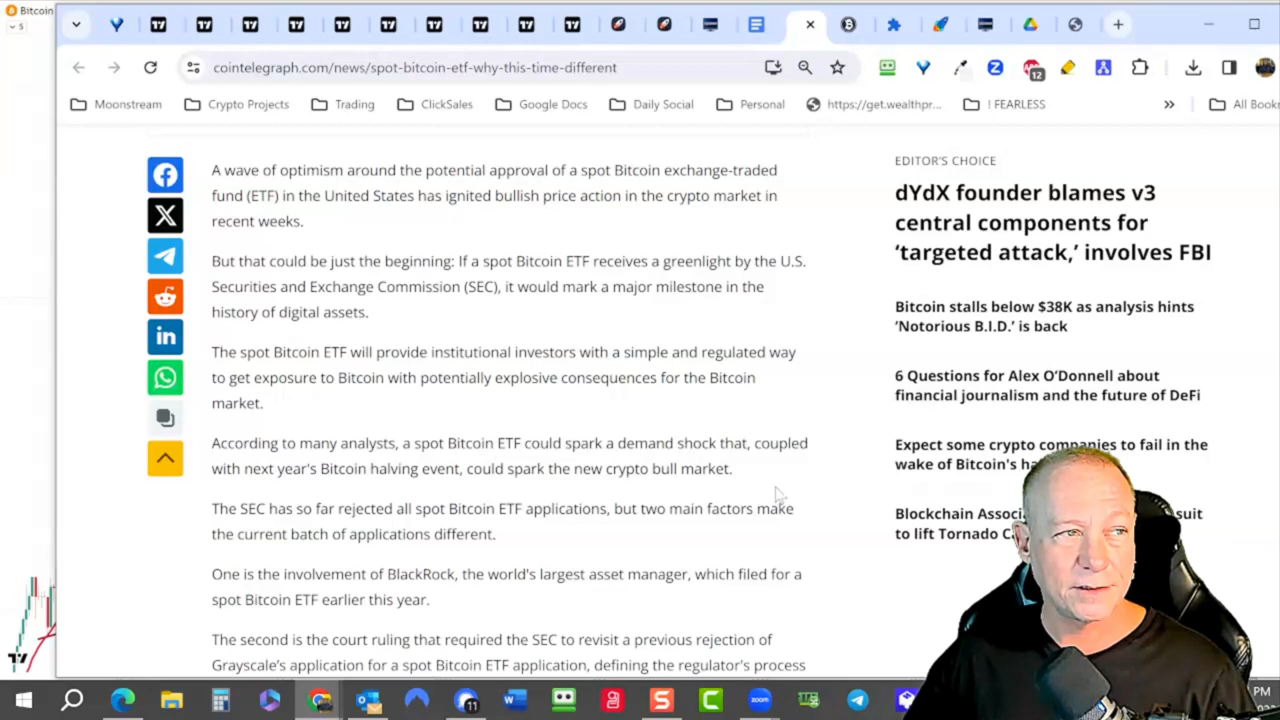 Bitcoin
5
cointelegraph.com/news/spot-bitcoin-etf-why-this-time-different
12
Moonstream
Crypto Projects
Trading
ClickSales
Google Docs
Daily Social
Personal
https://get.wealthpr...
! FEARLESS
»
All Book
A wave of optimism around the potential approval of a spot Bitcoin exchange-traded
fund (ETF) in the United States has ignited bullish price action in the crypto market in
recent weeks.
But that could be just the beginning: If a spot Bitcoin ETF receives a greenlight by the U.S.
Securities and Exchange Commission (SEC), it would mark a major milestone in the
history of digital assets.
The spot Bitcoin ETF will provide institutional investors with a simple and regulated way
to get exposure to Bitcoin with potentially explosive consequences for the Bitcoin
market.
According to many analysts, a spot Bitcoin ETF could spark a demand shock that, coupled
with next year's Bitcoin halving event, could spark the new crypto bull market.
The SEC has so far rejected all spot Bitcoin ETF applications, but two main factors make
the current batch of applications different.
One is the involvement of BlackRock, the world's largest asset manager, which filed for a
spot Bitcoin ETF earlier this year.
The second is the court ruling that required the SEC to revisit a previous rejection of
Grayscale's application for a spot Bitcoin ETF application, defining the regulator's process
EDITOR'S CHOICE
dYdX founder blames v3
central components for
‘targeted attack,’ involves FBI
Bitcoin stalls below $38K as analysis hints
‘Notorious B.I.D.’ is back
6 Questions for Alex O’Donnell about
financial journalism and the future of DeFi
Expect some crypto companies to fail in the
wake of Bitcoin's
Blockchain suit
to lift Tornado
11
zoom
PM